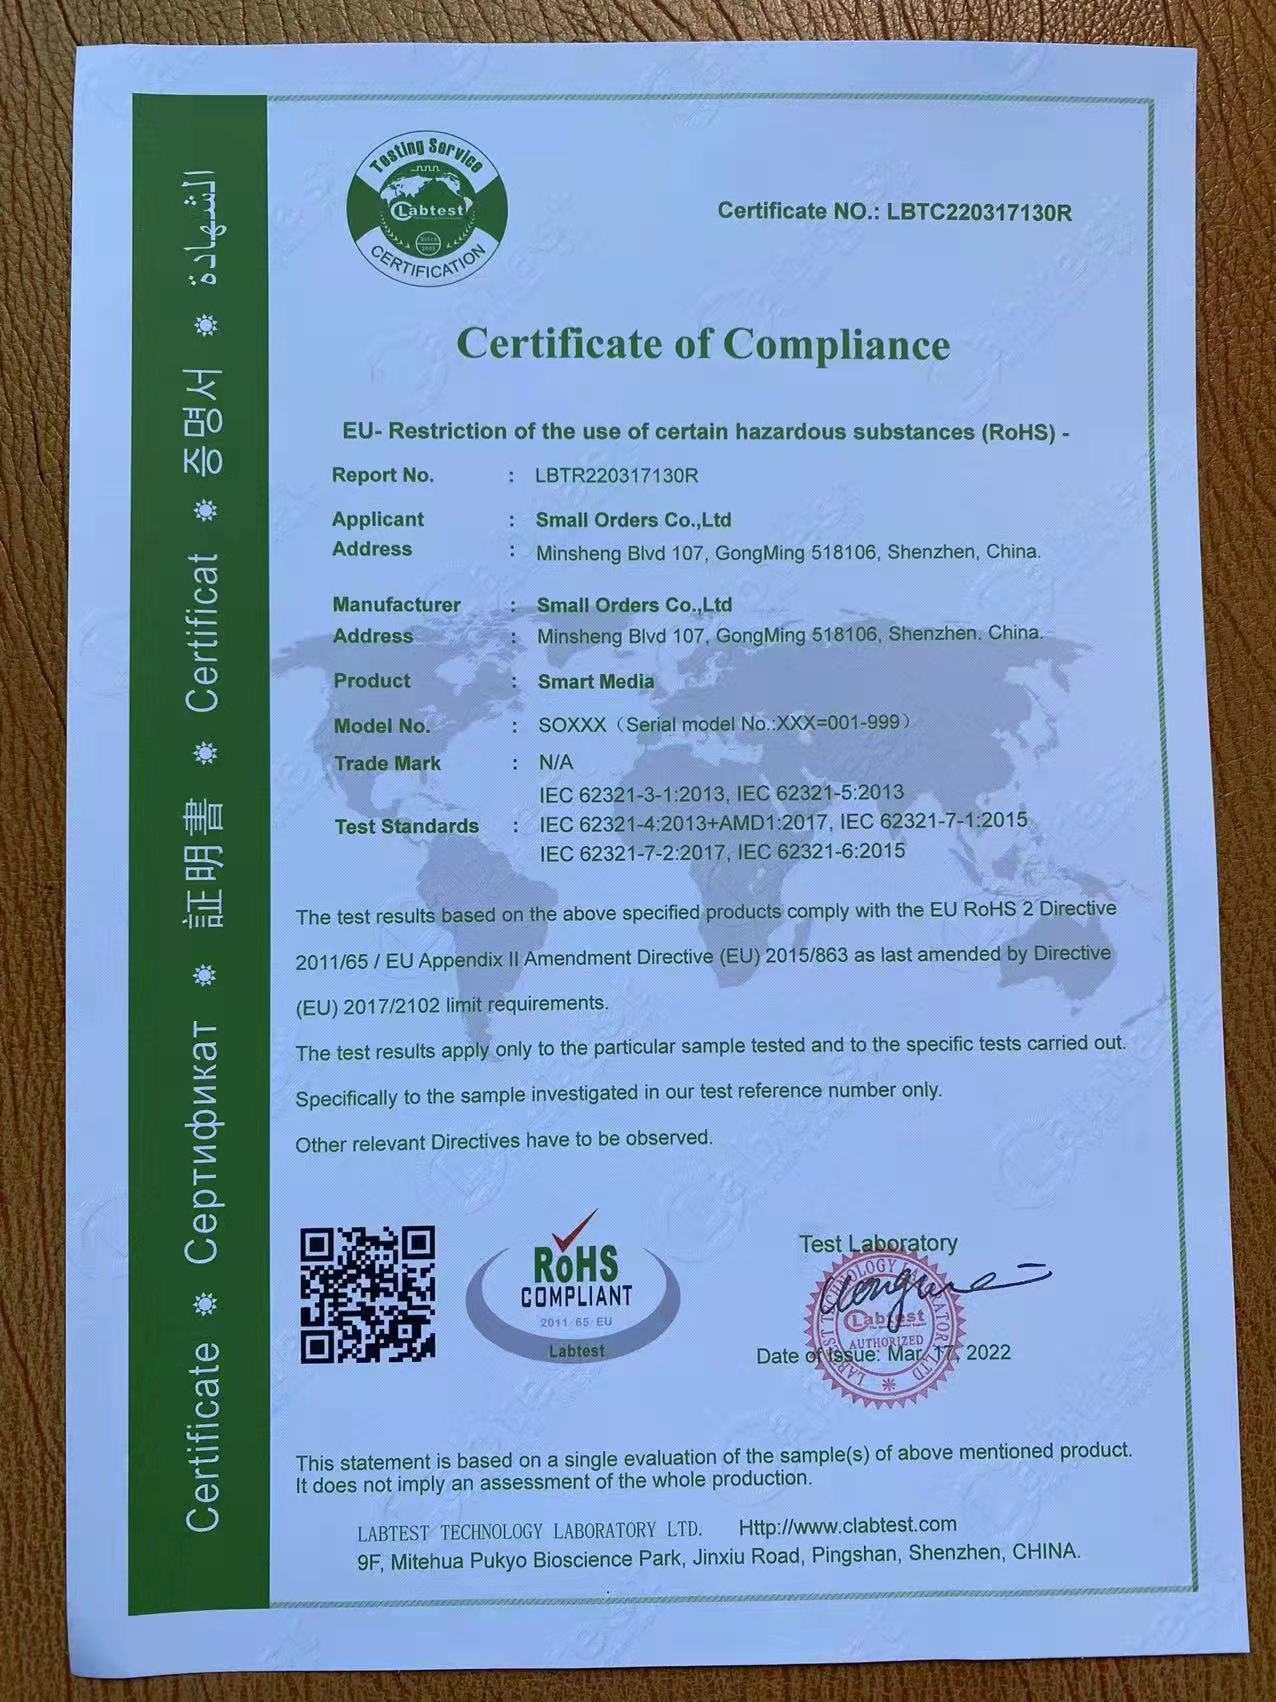 Testing Service
Labtest
Since
CERTIFICATION
Certificate NO.: LBTC220317130R
Certificate of Compliance
EU- Restriction of the use of certain hazardous substances (RoHS) -
Report No. : LBTR220317130R
Applicant : Small Orders Co.,Ltd
Address : Minsheng Blvd 107, GongMing 518106, Shenzhen, China.
Manufacturer : Small Orders Co.,Ltd
Address : Minsheng Blvd 107, GongMing 518106, Shenzhen. China.
Product : Smart Media
Model No. : SOXXX（Serial model No.:XXX=001-999）
Trade Mark : N/A
IEC 62321-3-1:2013, IEC 62321-5:2013
Test Standards : IEC 62321-4:2013+AMD1:2017, IEC 62321-7-1:2015
IEC 62321-7-2:2017, IEC 62321-6:2015
The test results based on the above specified products comply with the EU RoHS 2 Directive
2011/65 / EU Appendix II Amendment Directive (EU) 2015/863 as last amended by Directive
(EU) 2017/2102 limit requirements.
The test results apply only to the particular sample tested and to the specific tests carried out.
Specifically to the sample investigated in our test reference number only.
Other relevant Directives have to be observed.
RoHS
COMPLIANT
2011/65/EU
Labtest
Test Laboratory
LABTEST TECHNOLOGY LABORATORY LTD
Labtest
AUTHORIZED
Date of Issue: Mar. 17, 2022
This statement is based on a single evaluation of the sample(s) of above mentioned product.
It does not imply an assessment of the whole production.
LABTEST TECHNOLOGY LABORATORY LTD. Http://www.clabtest.com
9F, Mitehua Pukyo Bioscience Park, Jinxiu Road, Pingshan, Shenzhen, CHINA.
Certificate Сертификат 証明書 Certificat 증명서 الشهادة